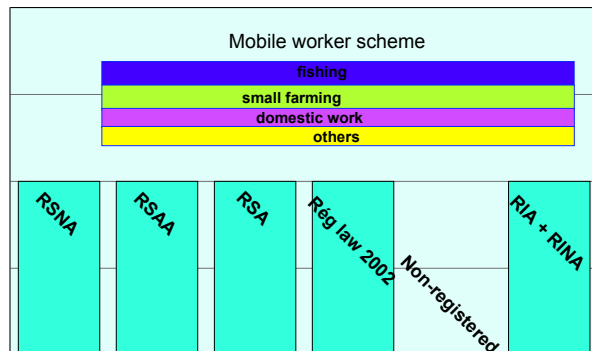 Mobile worker scheme
fishing
small farming
domestic work
others
RSNA
RSAA
RSA
Rég law 2002
Non-registered
RIA + RINA